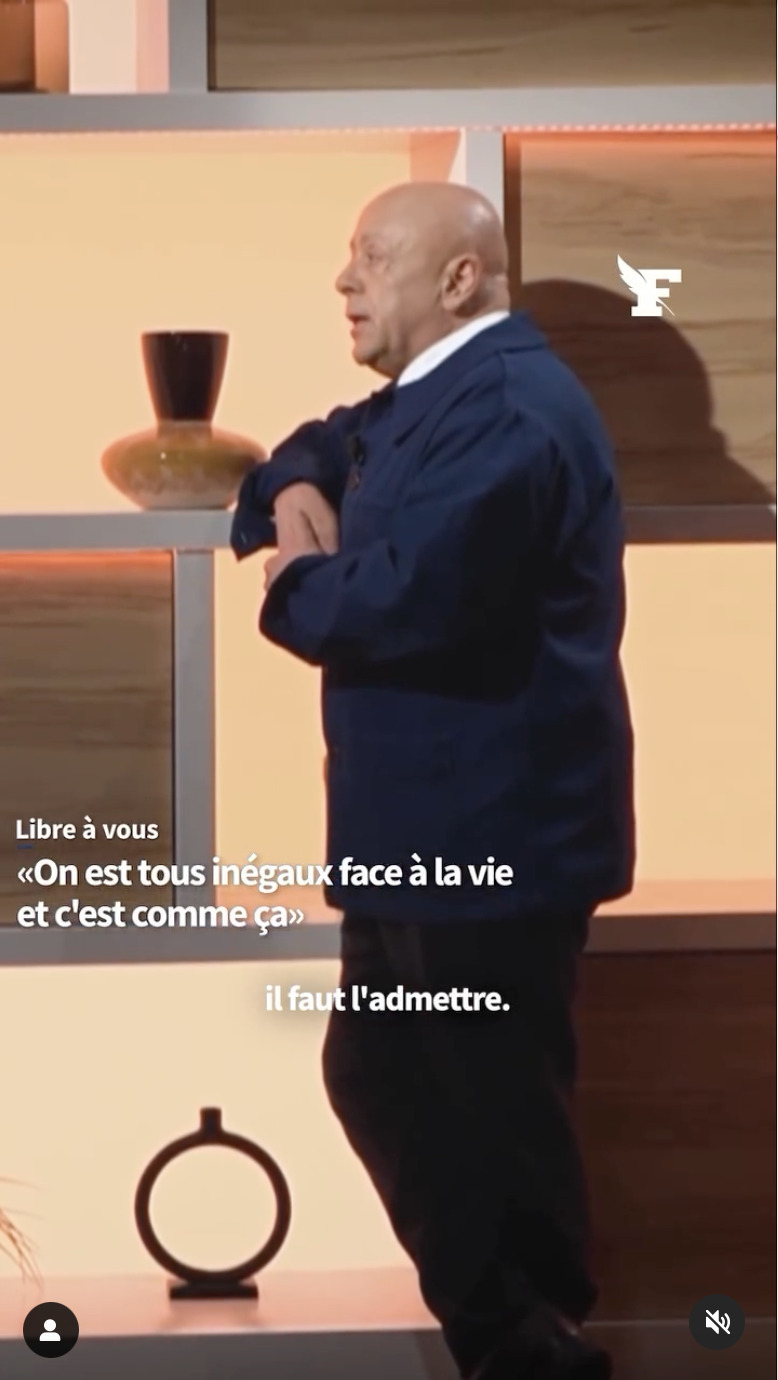 F
Libre à vous
«On est tous inégaux face à la vie
et c'est comme ça»
il faut l'admettre.